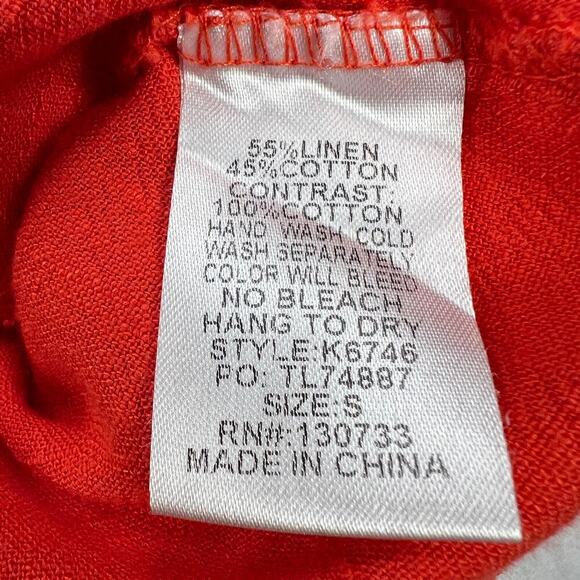 55%LINEN
45%COTTON
CONTRAST:
100%COTTON
HAND WASH COLD
WASH SEPARATELY
COLOR WILL BLEED
NO BLEACH
HANG TO DRY
STYLE:K6746
PO: TL74887
SIZE:S
RN#:130733
MADE IN CHINA